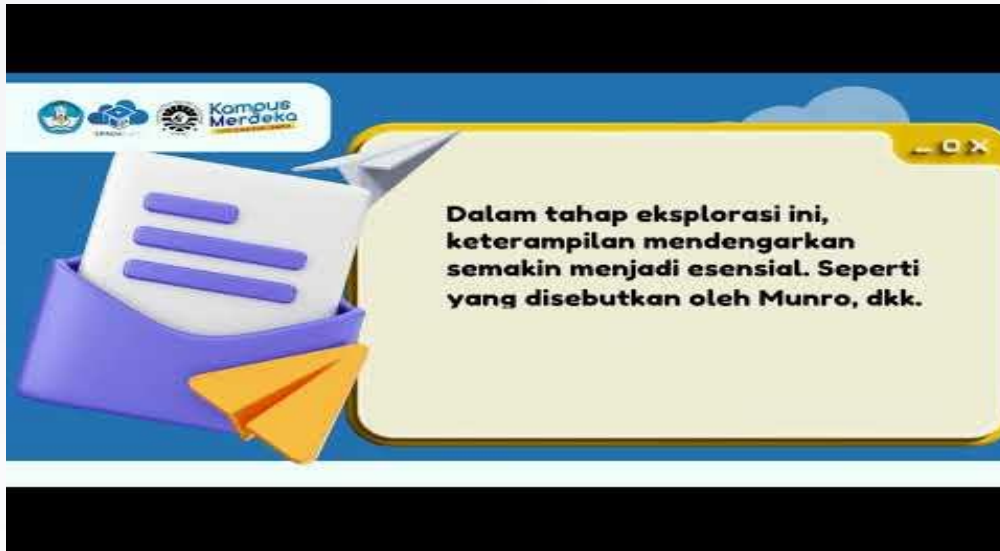 Kampus
Merdeka
Dalam tahap eksplorasi ini,
keterampilan mendengarkan
semakin menjadi esensial. Seperti
yang disebutkan oleh Munro, dkk.